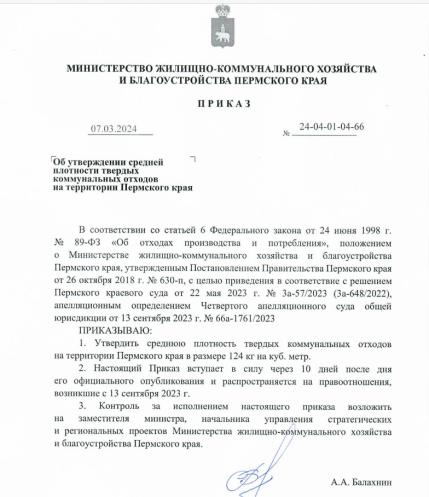 МИНИСТЕРСТВО ЖИЛИЩНО-КОММУНАЛЬНОГО ХОЗЯЙСТВА
И БЛАГОУСТРОЙСТВА ПЕРМСКОГО КРАЯ
П Р И К А З
07.03.2024
№ 24-04-01-04-66
Об утверждении средней
плотности твердых
коммунальных отходов
на территории Пермского края
В соответствии со статьей 6 Федерального закона от 24 июня 1998 г.
№ 89-ФЗ «Об отходах производства и потребления», положением
о Министерстве жилищно-коммунального хозяйства и благоустройства
Пермского края, утвержденным Постановлением Правительства Пермского края
от 26 октября 2018 г. № 630-п, с целью приведения в соответствие с решением
Пермского краевого суда от 22 мая 2023 г. № 3а-57/2023 (3а-648/2022),
апелляционным определением Четвертого апелляционного суда общей
юрисдикции от 13 сентября 2023 г. № 66а-1761/2023
ПРИКАЗЫВАЮ:
1. Утвердить среднюю плотность твердых коммунальных отходов
на территории Пермского края в размере 124 кг на куб. метр.
2. Настоящий Приказ вступает в силу через 10 дней после дня
его официального опубликования и распространяется на правоотношения,
возникшие с 13 сентября 2023 г.
3. Контроль за исполнением настоящего приказа возложить
на заместителя министра, начальника управления стратегических
и региональных проектов Министерства жилищно-коммунального хозяйства
и благоустройства Пермского края.
А.А. Балахнин